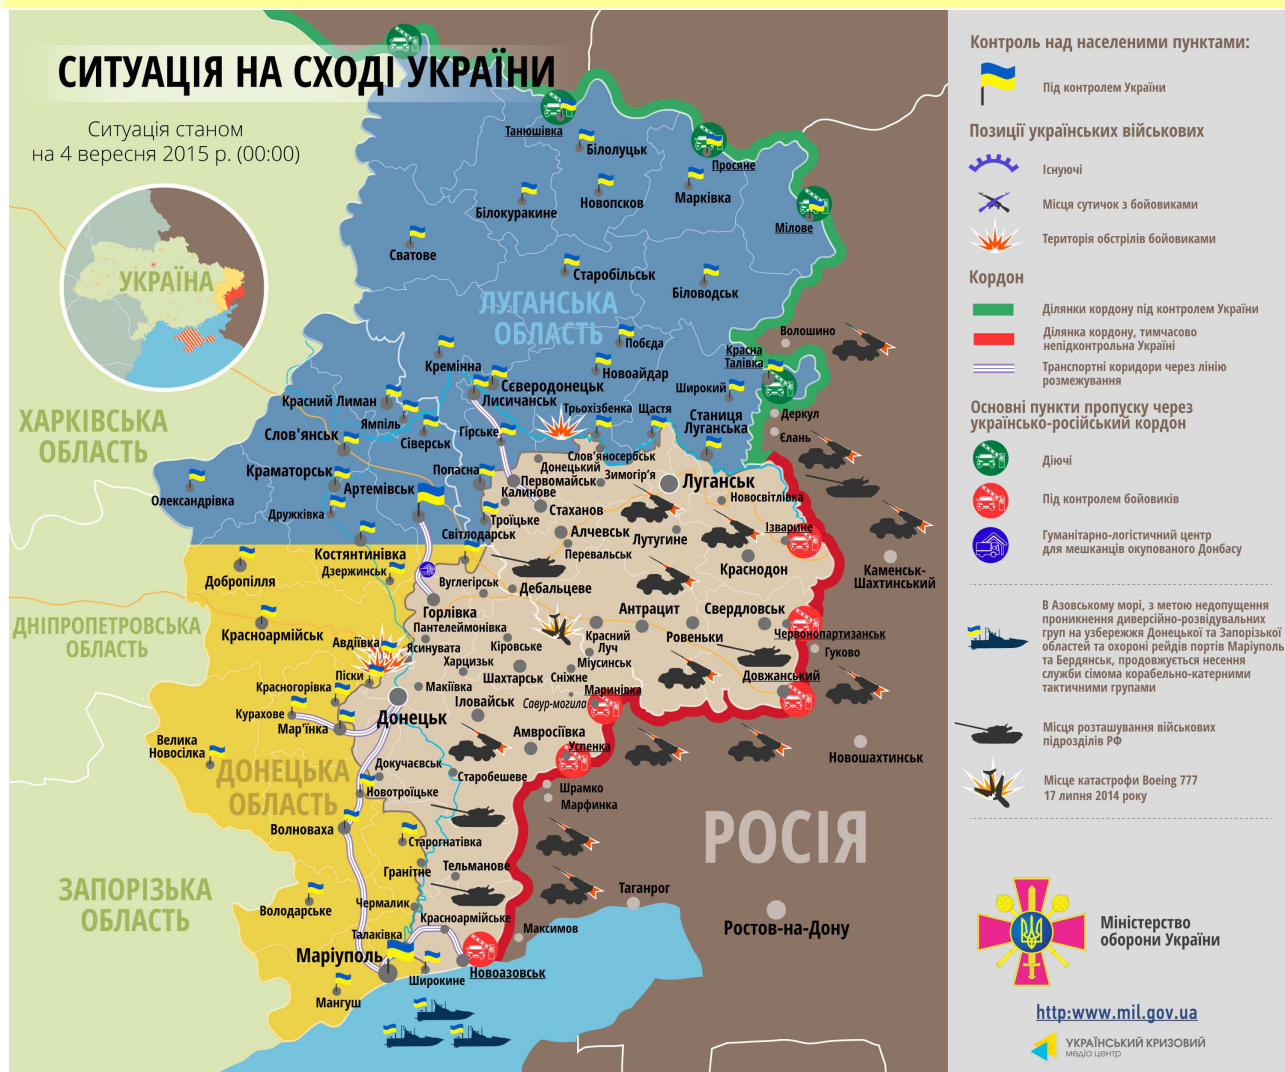 СИТУАЦІЯ НА СХОДІ УКРАЇНИ
Ситуація станом
на 4 вересня 2015 р. (00:00)
УКРАЇНА
ХАРКІВСЬКА
ОБЛАСТЬ
ДНІПРОПЕТРОВСЬКА
ОБЛАСТЬ
ЗАПОРІЗЬКА
ОБЛАСТЬ
ЛУГАНСЬКА
ОБЛАСТЬ
ДОНЕЦЬКА
ОБЛАСТЬ
РОСІЯ
Танюшівка
Білолуцьк
Просяне
Білокуракине
Новопсков
Марківка
Мілове
Сватове
Старобільськ
Біловодськ
Волошино
Побєда
Красна
Талівка
Кремінна
Сєверодонецьк
Новоайдар
Широкий
Лисичанськ
Красний Лиман
Трьохізбенка
Щастя
Станиця
Луганська
Деркул
Єлань
Ямпіль
Слов'янськ
Сіверськ
Гірське
Слов'яносербськ
Краматорськ
Попасна
Донецький
Зимогір'я
Первомайськ
Луганськ
Олександрівка
Артемівськ
Калинове
Новосвітлівка
Дружківка
Троїцьке
Стаханов
Світлодарськ
Алчевськ
Лутугине
Ізварине
Костянтинівка
Перевальськ
Краснодон
Дзержинськ
Добропілля
Вуглегірськ
Дебальцеве
Каменськ-
Шахтинський
Горлівка
Антрацит
Свердловськ
Красноармійськ
Пантелеймонівка
Красний
Луч
Ровеньки
Червонопартизанськ
Авдіївка
Ясинувата
Кіровське
Гуково
Харцизьк
Міусинськ
Піски
Шахтарськ
Сніжне
Довжанський
Красногорівка
Макіївка
Маринівка
Савур-могила
Іловайськ
Курахове
Донецьк
Мар'їнка
Амвросіївка
Велика
Новосілка
Успенка
Новошахтинськ
Докучаєвськ
Старобешеве
Новотроїцьке
Шрамко
Марфинка
Волноваха
Старогнатівка
Гранітне
Тельманове
Таганрог
Володарське
Чермалик
Красноармійське
Ростов-на-Дону
Талаківка
Максимов
Маріуполь
Широкине
Новоазовськ
Мангуш
Контроль над населеними пунктами:
Під контролем України
Позиції українських військових
Існуючі
Місця сутичок з бойовиками
Територія обстрілів бойовиками
Кордон
Ділянки кордону під контролем України
Ділянка кордону, тимчасово
непідконтрольна Україні
Транспортні коридори через лінію
розмежування
Основні пункти пропуску через
українсько-російський кордон
Діючі
Під контролем бойовиків
Гуманітарно-логістичний центр
для мешканців окупованого Донбасу
В Азовському морі, з метою недопущення
проникнення диверсійно-розвідувальних
груп на узбережжя Донецької та Запорізької
областей та охороні рейдів портів Маріуполь
та Бердянськ, продовжується несення
служби сімома корабельно-катерними
тактичними групами
Місця розташування військових
підрозділів РФ
Місце катастрофи Boeing 777
17 липня 2014 року
Міністерство
оборони України
http:www.mil.gov.ua
УКРАЇНСЬКИЙ КРИЗОВИЙ
медіа центр